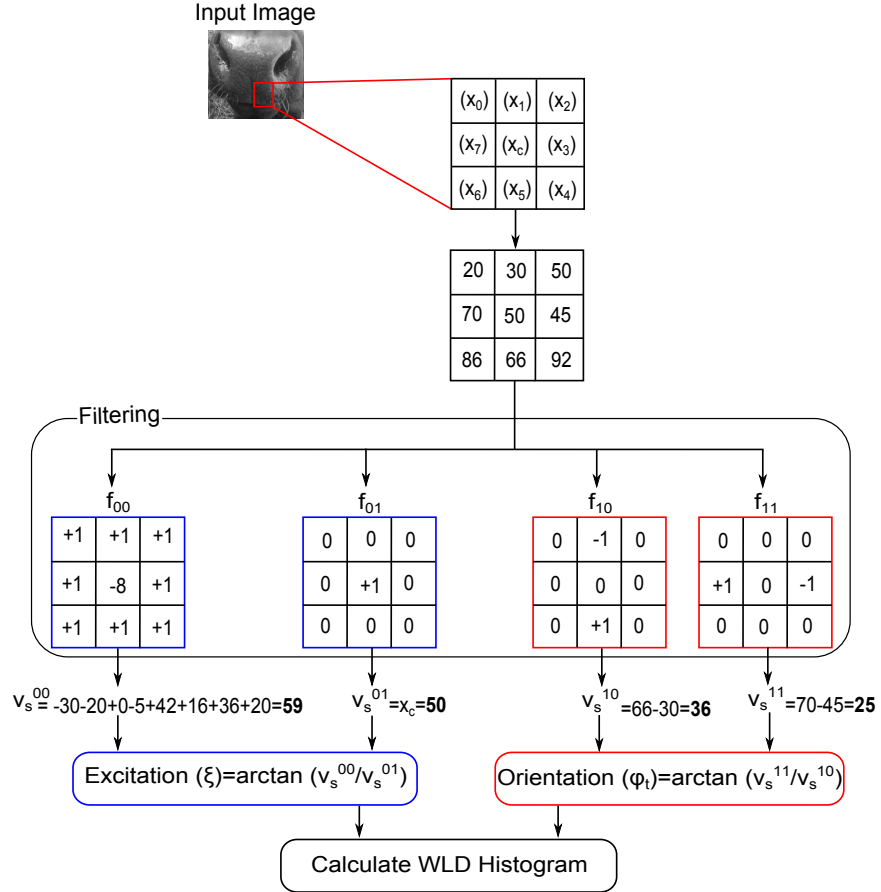 Input Image
(x₀) (x₁) (x₂)
(x₇) (x꜀) (x₃)
(x₆) (x₅) (x₄)
20 30 50
70 50 45
86 66 92
Filtering
f₀₀ f₀₁ f₁₀ f₁₁
+1 +1 +1 0 0 0 0 -1 0 0 0 0
+1 -8 +1 0 +1 0 0 0 0 +1 0 -1
+1 +1 +1 0 0 0 0 +1 0 0 0 0
vₛ⁰⁰= -30-20+0-5+42+16+36+20=59 vₛ⁰¹=x꜀=50 vₛ¹⁰=66-30=36 vₛ¹¹=70-45=25
Excitation (ξ)=arctan (vₛ⁰⁰/vₛ⁰¹) Orientation (φₜ)=arctan (vₛ¹¹/vₛ¹⁰)
Calculate WLD Histogram